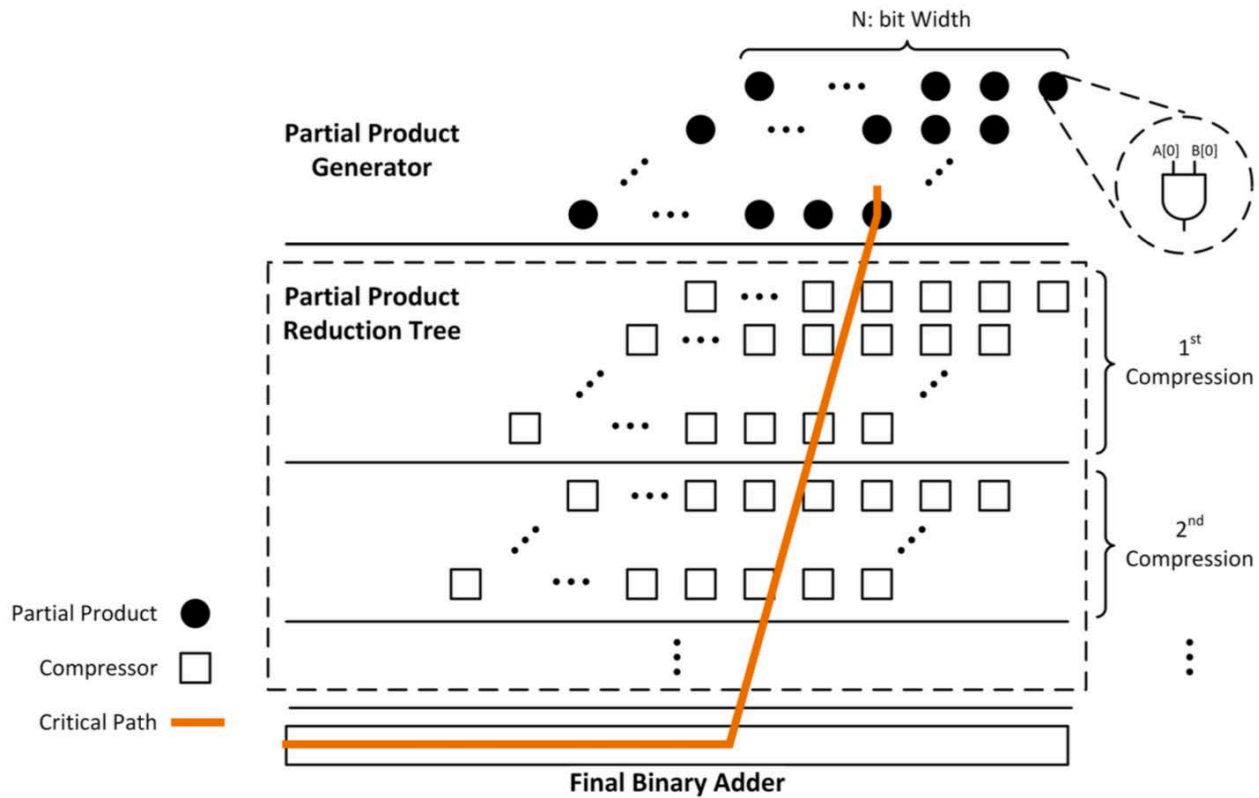 N: bit Width
Partial Product
Generator
A[0] B[0]
Partial Product
Reduction Tree
1st
Compression
2nd
Compression
Partial Product
Compressor
Critical Path
Final Binary Adder